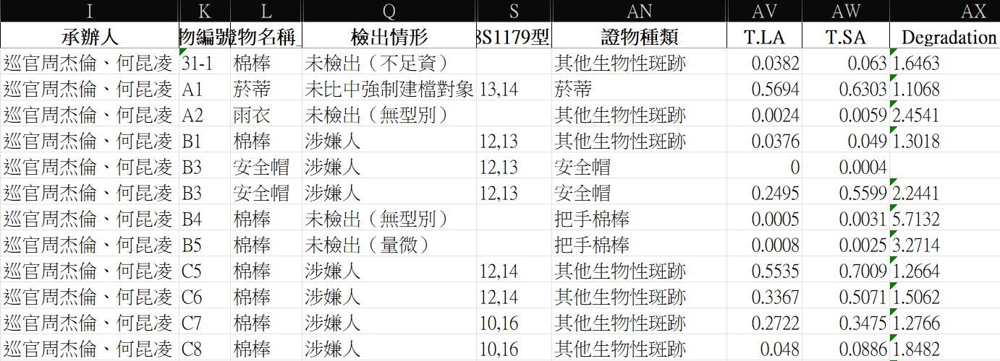 I K L Q S AN AV AW AX
承辦人 物編號 物名稱_ 檢出情形 3S1179型 證物種類 T.LA T.SA Degradation
巡官周杰倫、何昆凌 31-1 棉棒 未檢出（不足資） 其他生物性斑跡 0.0382 0.063 1.6463
巡官周杰倫、何昆凌 A1 菸蒂 未比中強制建檔對象 13,14 菸蒂 0.5694 0.6303 1.1068
巡官周杰倫、何昆凌 A2 雨衣 未檢出（無型別） 其他生物性斑跡 0.0024 0.0059 2.4541
巡官周杰倫、何昆凌 B1 棉棒 涉嫌人 12,13 其他生物性斑跡 0.0376 0.049 1.3018
巡官周杰倫、何昆凌 B3 安全帽 涉嫌人 12,13 安全帽 0 0.0004
巡官周杰倫、何昆凌 B3 安全帽 涉嫌人 12,13 安全帽 0.2495 0.5599 2.2441
巡官周杰倫、何昆凌 B4 棉棒 未檢出（無型別） 把手棉棒 0.0005 0.0031 5.7132
巡官周杰倫、何昆凌 B5 棉棒 未檢出（量微） 把手棉棒 0.0008 0.0025 3.2714
巡官周杰倫、何昆凌 C5 棉棒 涉嫌人 12,14 其他生物性斑跡 0.5535 0.7009 1.2664
巡官周杰倫、何昆凌 C6 棉棒 涉嫌人 12,14 其他生物性斑跡 0.3367 0.5071 1.5062
巡官周杰倫、何昆凌 C7 棉棒 涉嫌人 10,16 其他生物性斑跡 0.2722 0.3475 1.2766
巡官周杰倫、何昆凌 C8 棉棒 涉嫌人 10,16 其他生物性斑跡 0.048 0.0886 1.8482